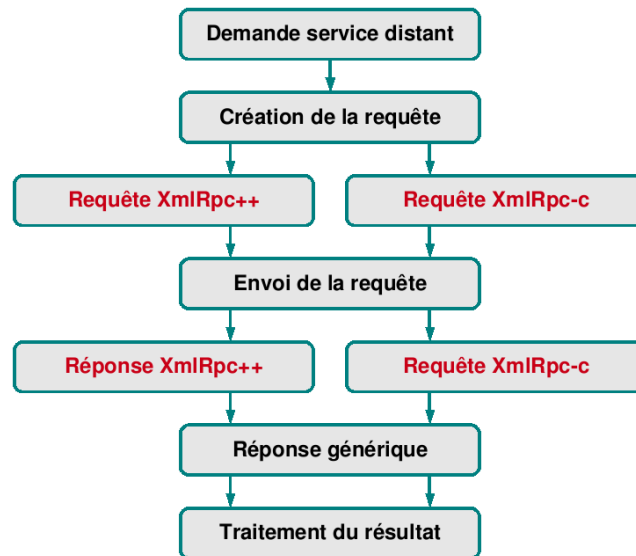 Demande service distant
Création de la requête
Requête XmlRpc++
Requête XmlRpc-c
Envoi de la requête
Réponse XmlRpc++
Requête XmlRpc-c
Réponse générique
Traitement du résultat